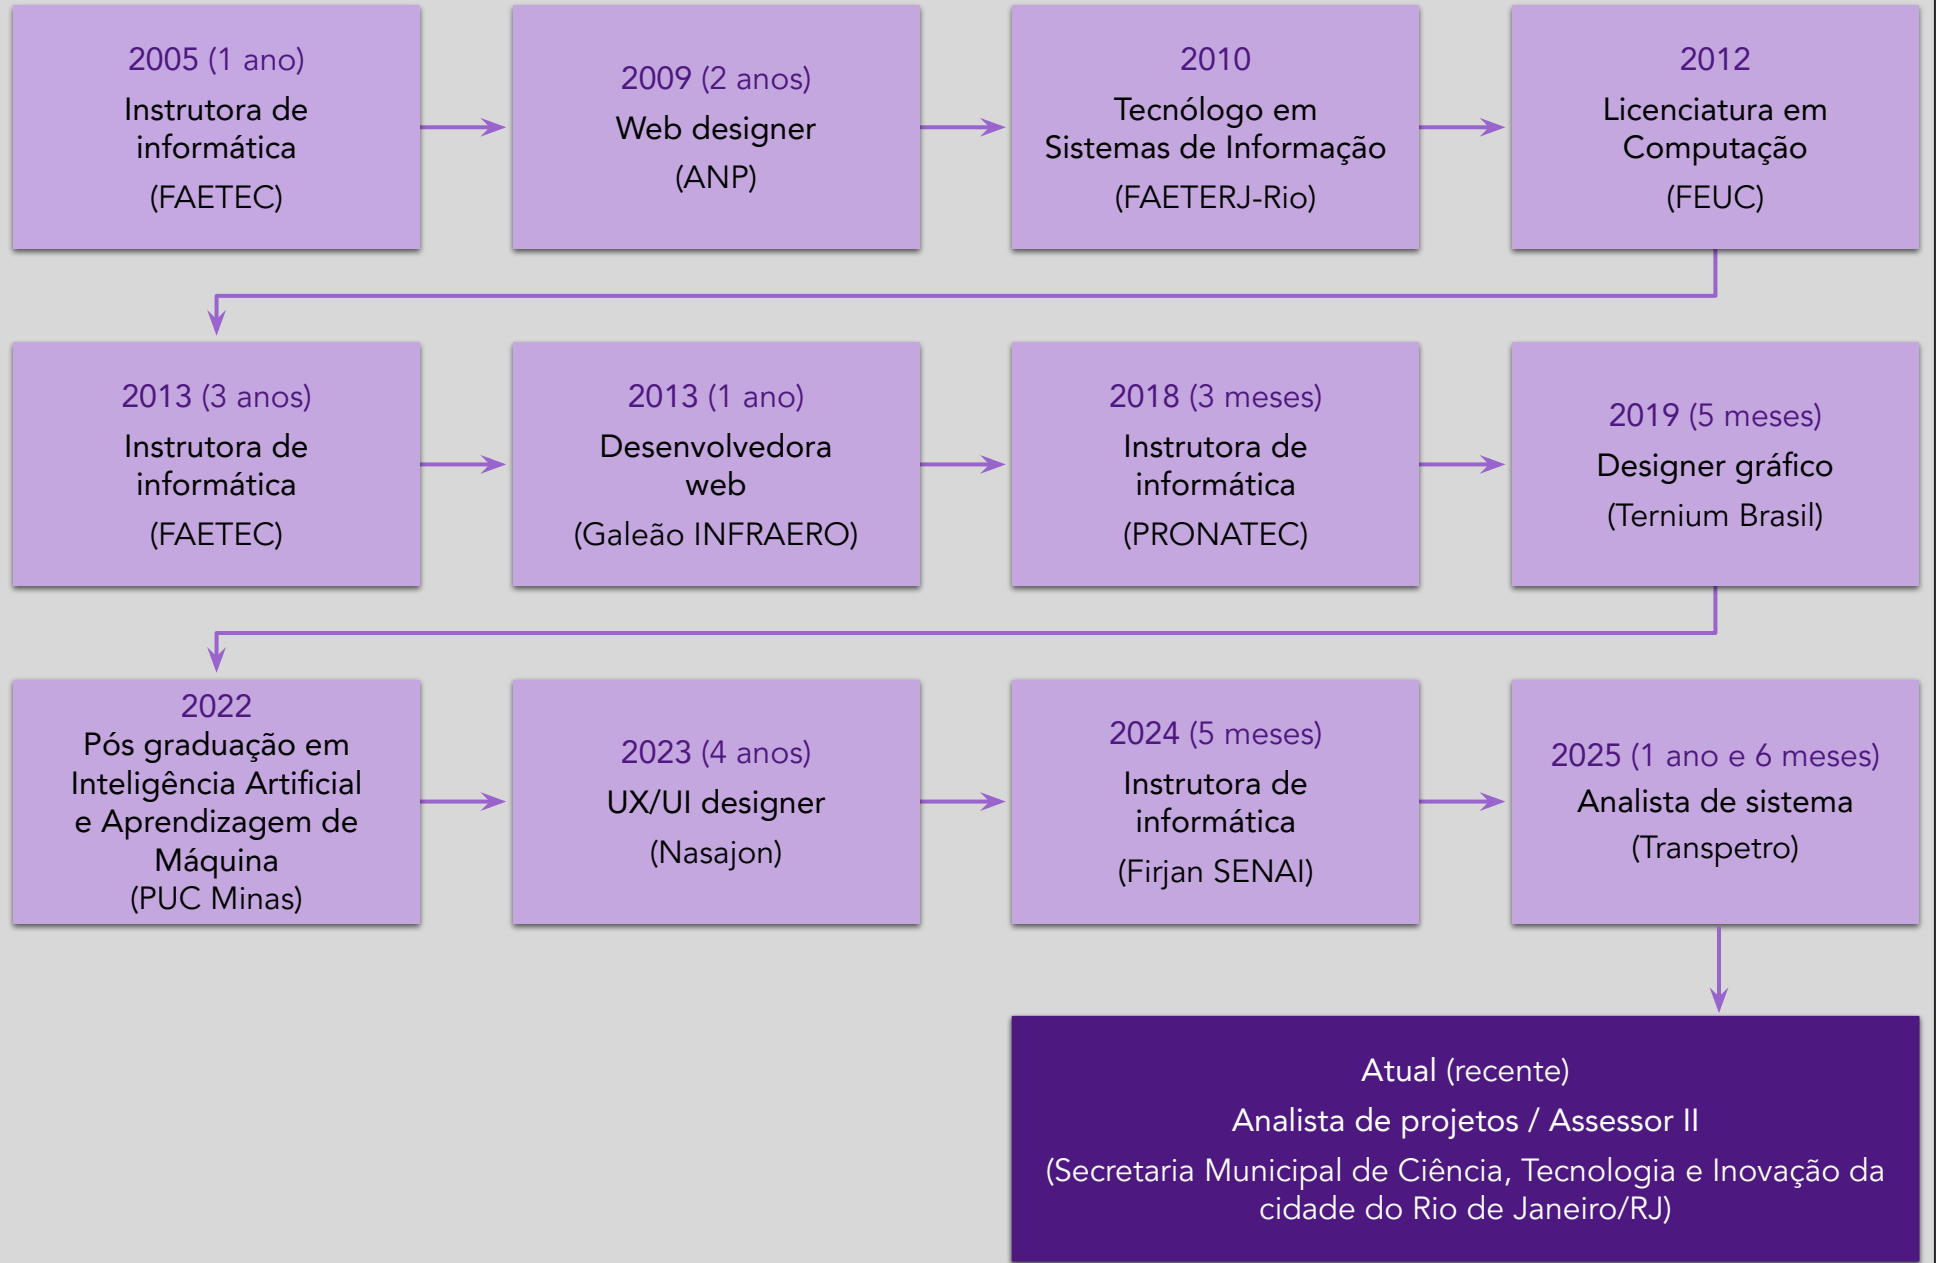 2005 (1 ano)
Instrutora de
informática
(FAETEC)
2009 (2 anos)
Web designer
(ANP)
2010
Tecnólogo em
Sistemas de Informação
(FAETERJ-Rio)
2012
Licenciatura em
Computação
(FEUC)
2013 (3 anos)
Instrutora de
informática
(FAETEC)
2013 (1 ano)
Desenvolvedora
web
(Galeão INFRAERO)
2018 (3 meses)
Instrutora de
informática
(PRONATEC)
2019 (5 meses)
Designer gráfico
(Ternium Brasil)
2022
Pós graduação em
Inteligência Artificial
e Aprendizagem de
Máquina
(PUC Minas)
2023 (4 anos)
UX/UI designer
(Nasajon)
2024 (5 meses)
Instrutora de
informática
(Firjan SENAI)
2025 (1 ano e 6 meses)
Analista de sistema
(Transpetro)
Atual (recente)
Analista de projetos / Assessor II
(Secretaria Municipal de Ciência, Tecnologia e Inovação da
cidade do Rio de Janeiro/RJ)